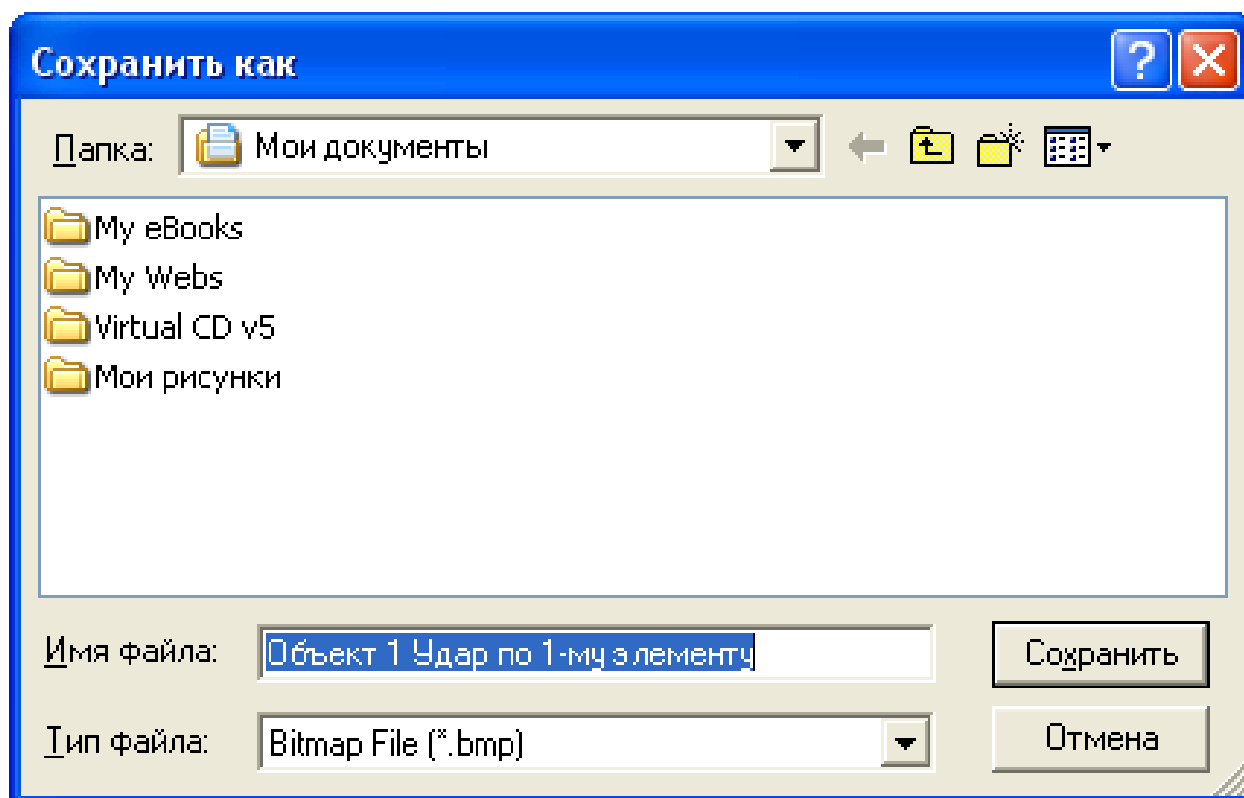 Сохранить как
Папка: Мои документы
My eBooks
My Webs
Virtual CD v5
Мои рисунки
Имя файла: Объект 1 Удар по 1-му элементу Сохранить
Тип файла: Bitmap File (*.bmp) Отмена